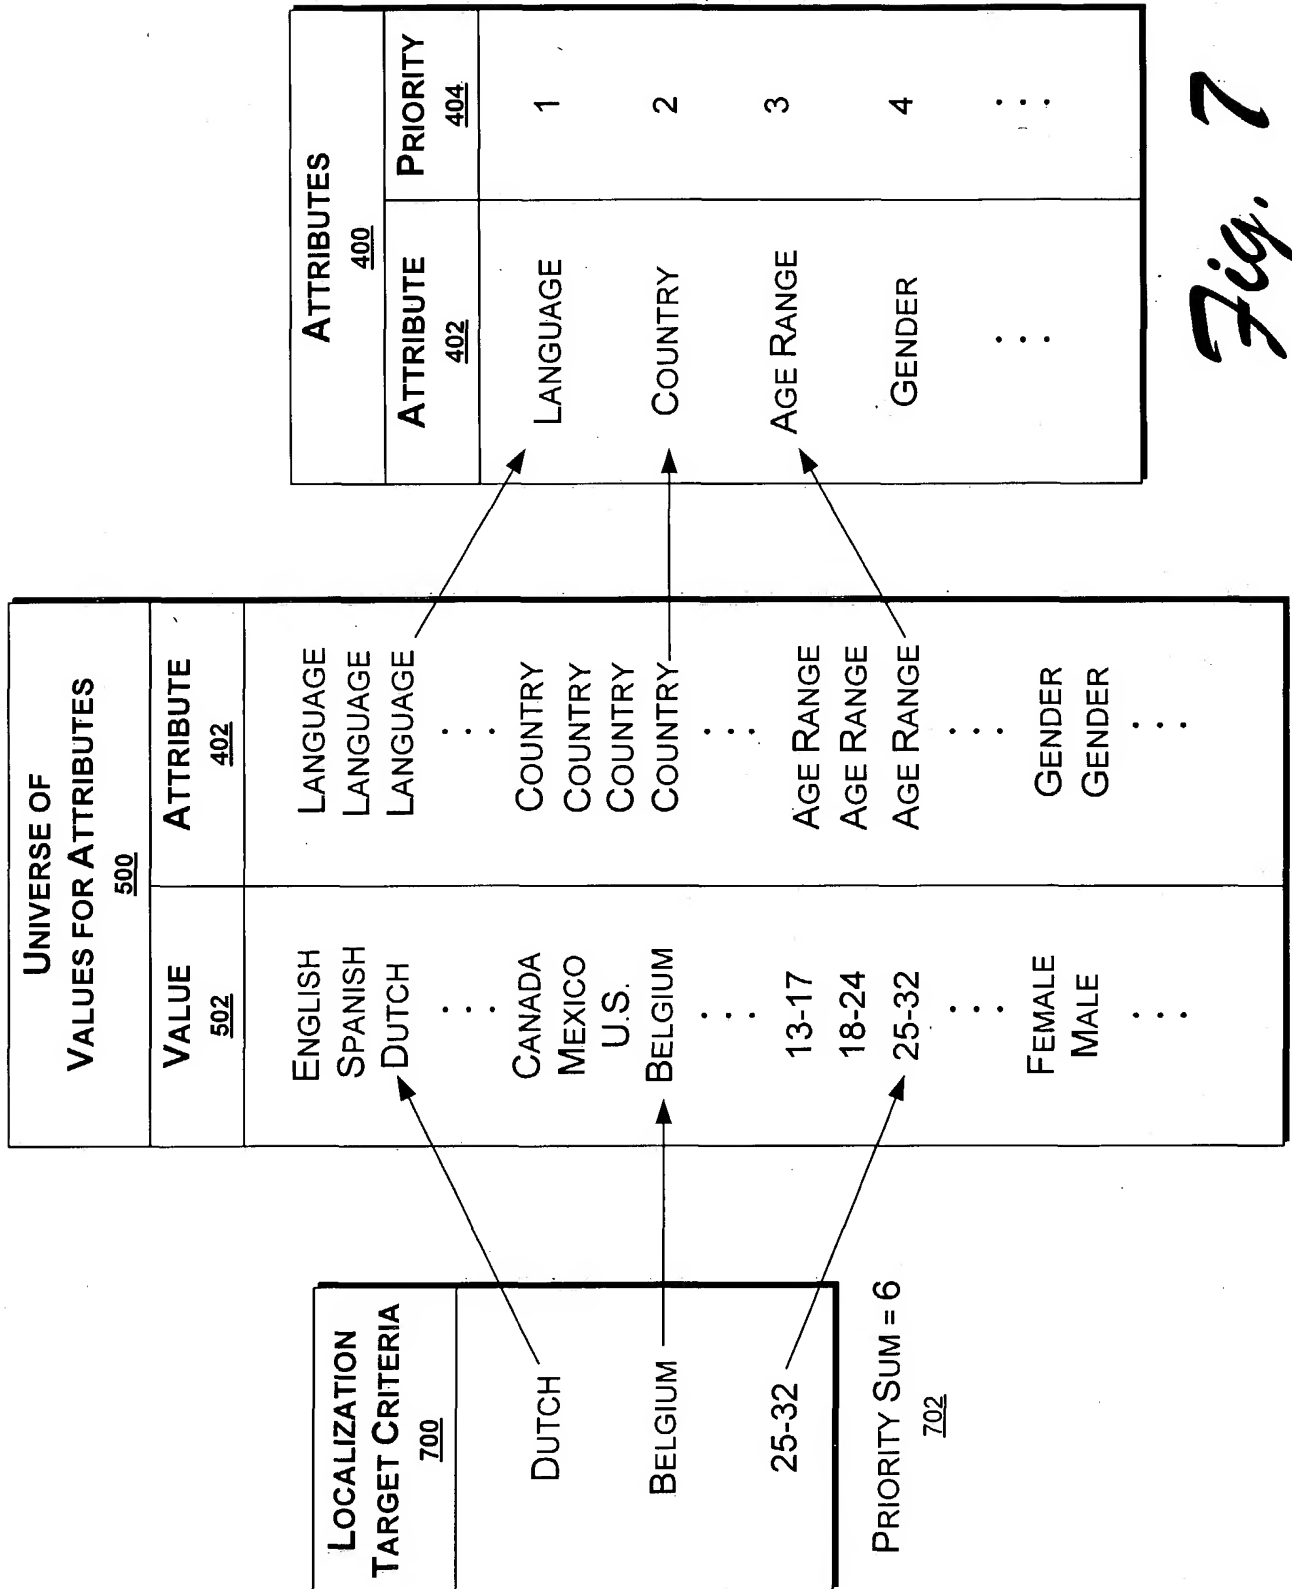 LOCALIZATION
TARGET CRITERIA
700
DUTCH
BELGIUM
25-32
PRIORITY SUM = 6
702
UNIVERSE OF
VALUES FOR ATTRIBUTES
500
VALUE ATTRIBUTE
502 402
ENGLISH LANGUAGE
SPANISH LANGUAGE
DUTCH LANGUAGE
... ...
CANADA COUNTRY
MEXICO COUNTRY
U.S. COUNTRY
BELGIUM COUNTRY
... ...
13-17 AGE RANGE
18-24 AGE RANGE
25-32 AGE RANGE
... ...
FEMALE GENDER
MALE GENDER
... ...
ATTRIBUTES
400
ATTRIBUTE PRIORITY
402 404
LANGUAGE 1
COUNTRY 2
AGE RANGE 3
GENDER 4
... ...
Fig. 7